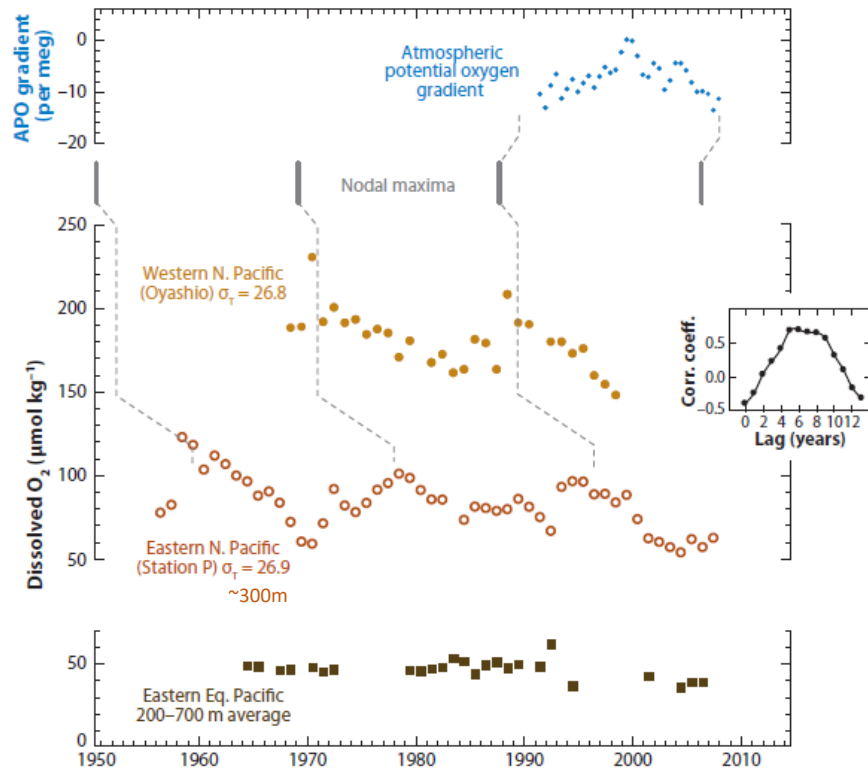 APO gradient
(per meg)
0
−10
−20
Atmospheric
potential oxygen
gradient
Nodal maxima
Dissolved O₂ (μmol kg⁻¹)
250
200
150
100
50
Western N. Pacific
(Oyashio) σT = 26.8
Corr. coeff.
0.5
0.0
−0.5
0 2 4 6 8 10 12
Lag (years)
Eastern N. Pacific
(Station P) σT = 26.9
~300m
50
0
Eastern Eq. Pacific
200–700 m average
1950 1960 1970 1980 1990 2000 2010